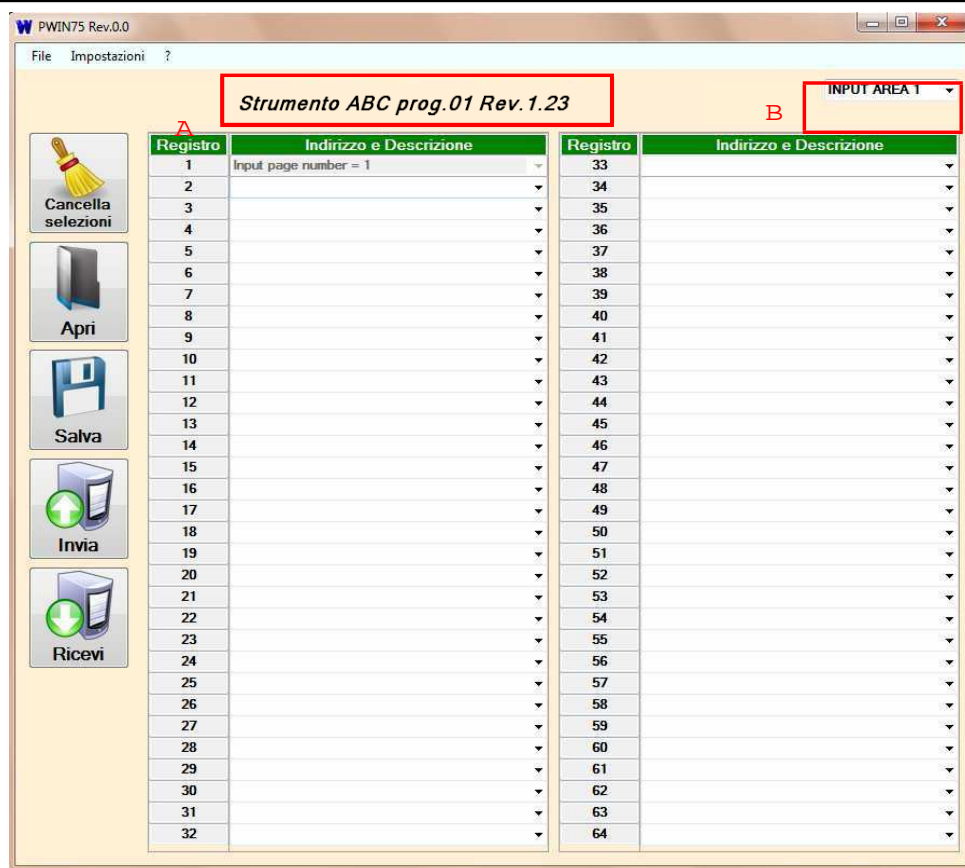 PWIN75 Rev.0.0
File Impostazioni ?
INPUT AREA 1
Strumento ABC prog.01 Rev.1.23
B
A
Registro Indirizzo e Descrizione Registro Indirizzo e Descrizione
1 Input page number = 1 33
2 34
Cancella selezioni
3 35
4 36
5 37
6 38
7 39
Apri
8 40
9 41
10 42
11 43
12 44
Salva
13 45
14 46
15 47
16 48
17 49
Invia
18 50
19 51
20 52
21 53
22 54
Ricevi
23 55
24 56
25 57
26 58
27 59
28 60
29 61
30 62
31 63
32 64